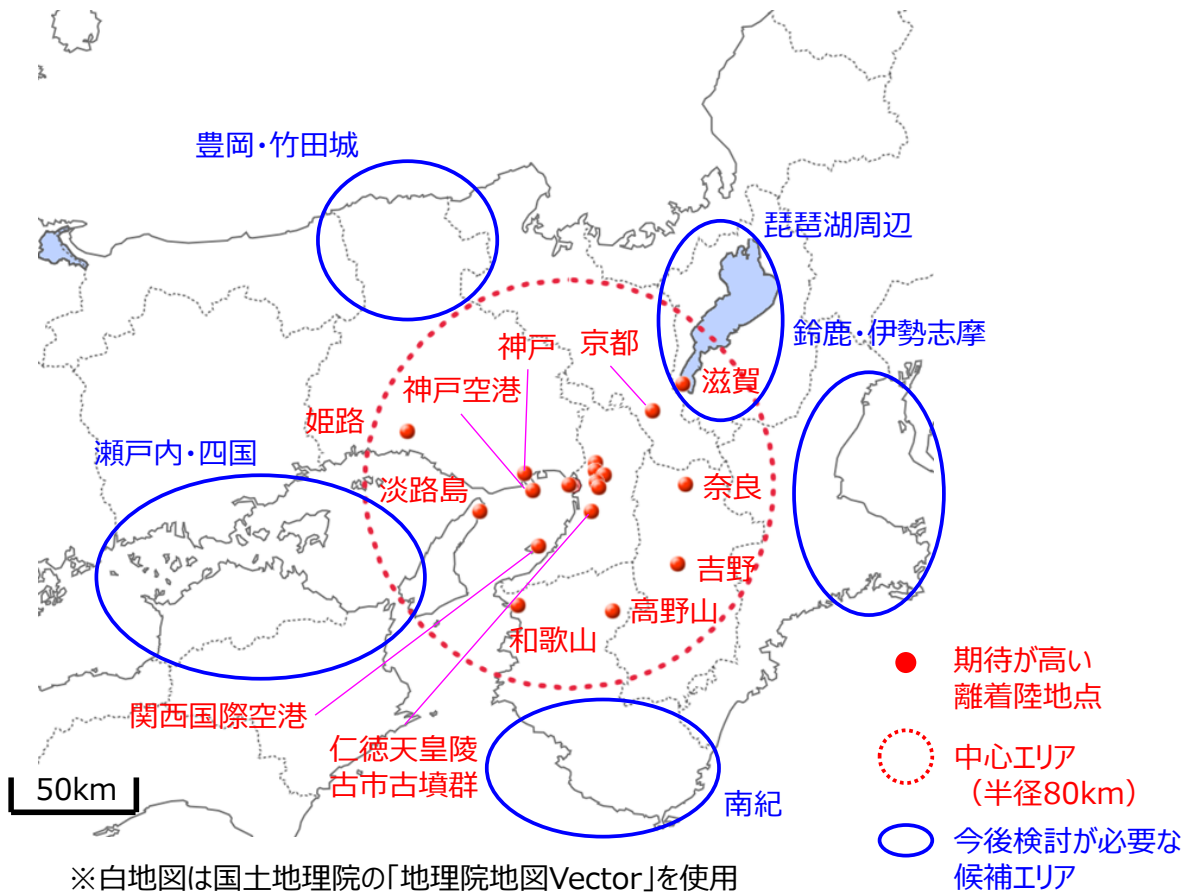 豊岡・竹田城
琵琶湖周辺
神戸
京都
鈴鹿・伊勢志摩
神戸空港
滋賀
姫路
瀬戸内・四国
淡路島
奈良
吉野
高野山
和歌山
関西国際空港
仁徳天皇陵
古市古墳群
南紀
50km
期待が高い
離着陸地点
中心エリア
（半径80km）
今後検討が必要な
候補エリア
※白地図は国土地理院の「地理院地図Vector」を使用